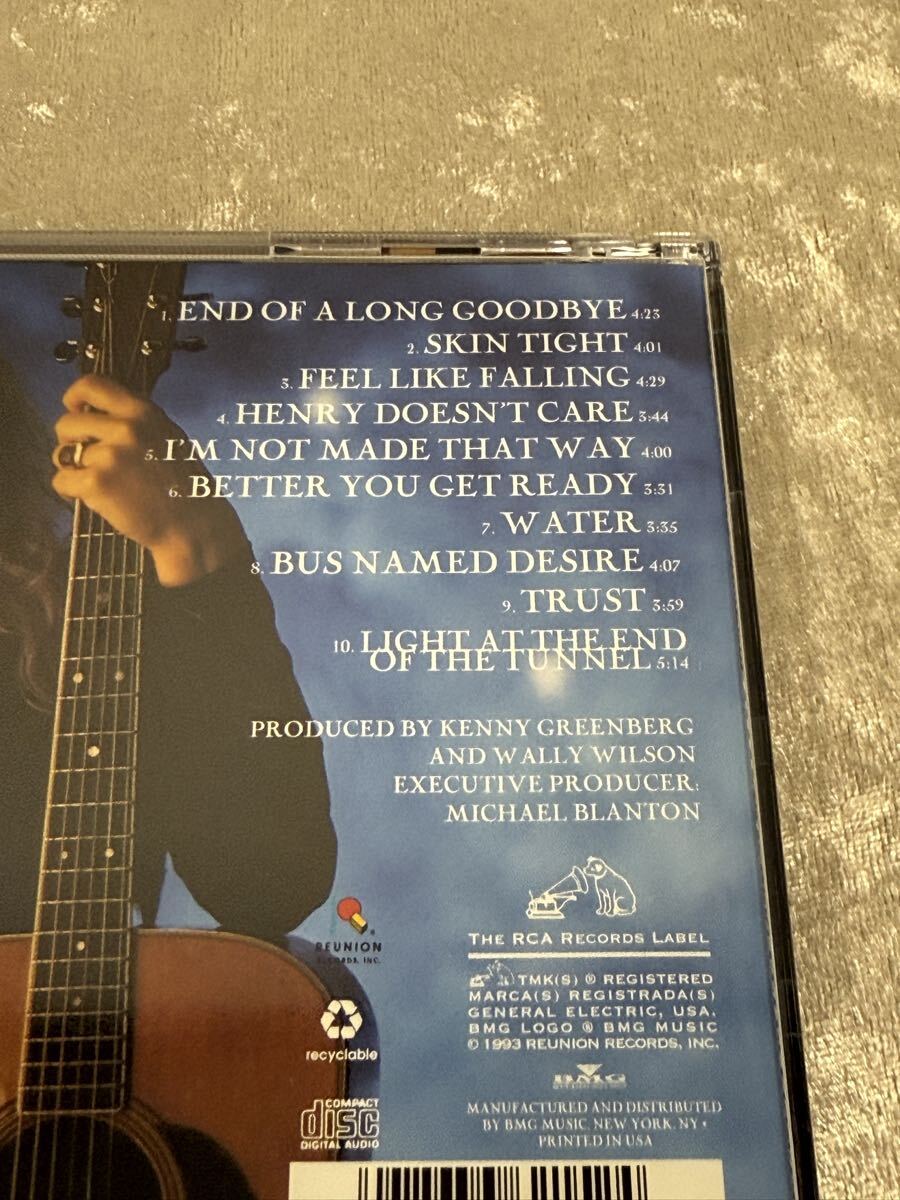 1. END OF A LONG GOODBYE 4:23
2. SKIN TIGHT 4:01
3. FEEL LIKE FALLING 4:29
4. HENRY DOESN'T CARE 3:44
5. I'M NOT MADE THAT WAY 4:00
6. BETTER YOU GET READY 3:31
7. WATER 3:35
8. BUS NAMED DESIRE 4:07
9. TRUST 3:59
10. LIGHT AT THE END
OF THE TUNNEL 5:14
PRODUCED BY KENNY GREENBERG
AND WALLY WILSON
EXECUTIVE PRODUCER:
MICHAEL BLANTON
REUNION
RECORDS, INC.
recyclable
COMPACT
disc
DIGITAL AUDIO
THE RCA RECORDS LABEL
TMK(S) ® REGISTERED
MARCA(S) REGISTRADA(S)
GENERAL ELECTRIC, USA.
BMG LOGO ® BMG MUSIC
© 1993 REUNION RECORDS, INC.
BMG
MANUFACTURED AND DISTRIBUTED
BY BMG MUSIC, NEW YORK, NY •
PRINTED IN USA